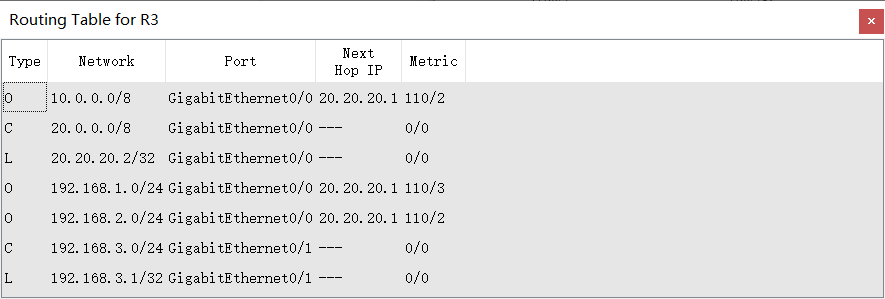 Routing Table for R3
×
Type Network Port Next Hop IP Metric
O 10.0.0.0/8 GigabitEthernet0/0 20.20.20.1 110/2
C 20.0.0.0/8 GigabitEthernet0/0 --- 0/0
L 20.20.20.2/32 GigabitEthernet0/0 --- 0/0
O 192.168.1.0/24 GigabitEthernet0/0 20.20.20.1 110/3
O 192.168.2.0/24 GigabitEthernet0/0 20.20.20.1 110/2
C 192.168.3.0/24 GigabitEthernet0/1 --- 0/0
L 192.168.3.1/32 GigabitEthernet0/1 --- 0/0